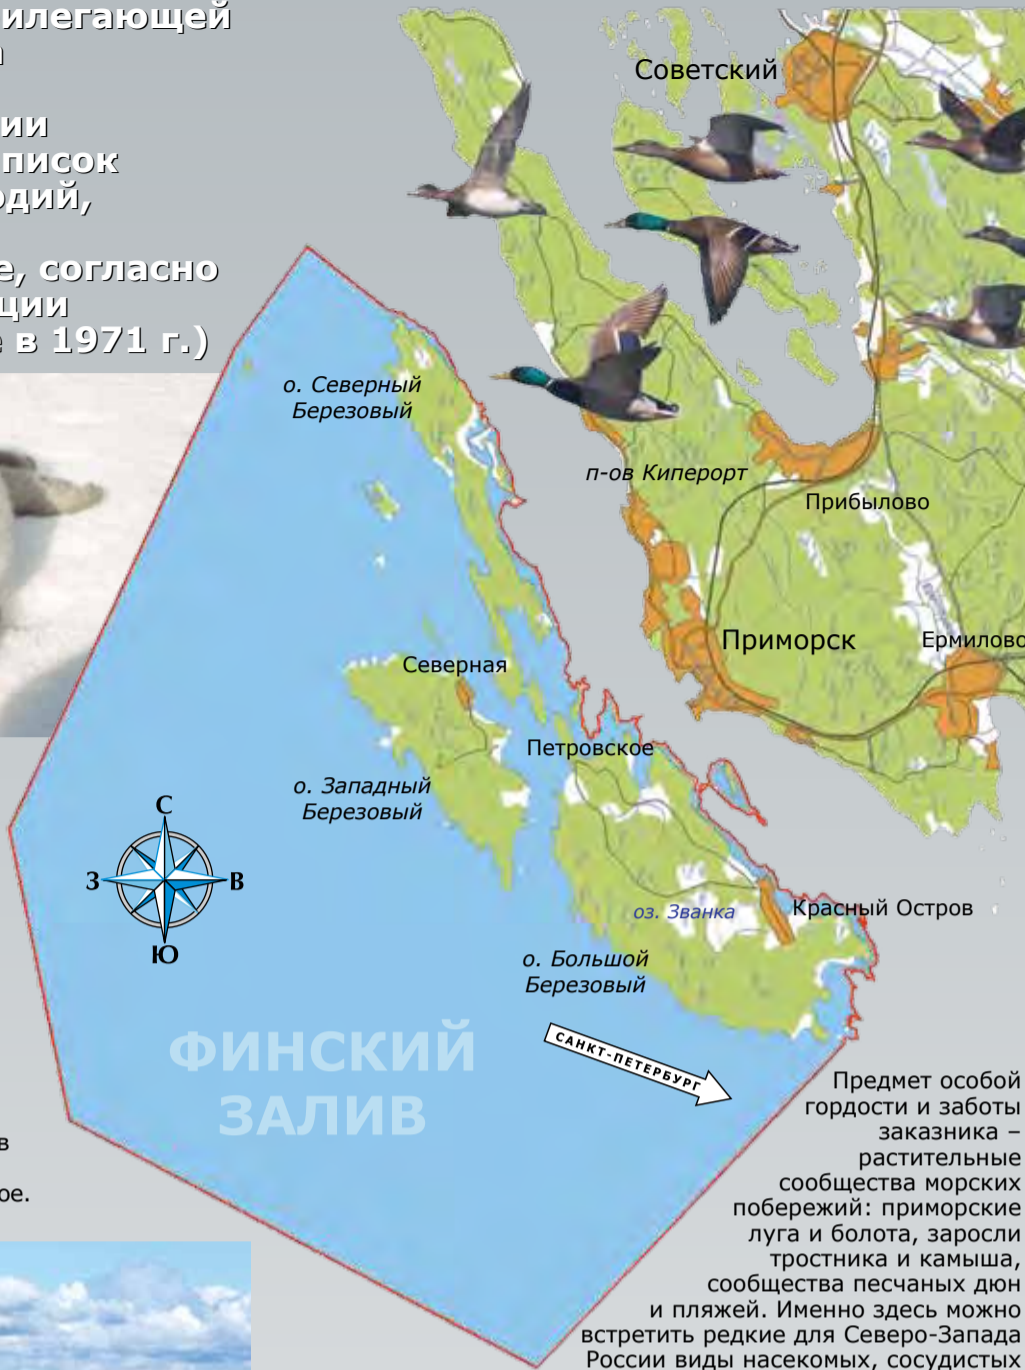 илегающей
ии
писок
одий,
е, согласно
ции
е в 1971 г.)
Советский
о. Северный
Березовый
п-ов Киперорт
Прибылово
Приморск
Ермилово
Северная
Петровское
о. Западный
Березовый
С
З
В
Ю
оз. Званка
Красный Остров
о. Большой
Березовый
ФИНСКИЙ
ЗАЛИВ
САНКТ-ПЕТЕРБУРГ
в
ое.
Предмет особой
гордости и заботы
заказника –
растительные
сообщества морских
побережий: приморские
луга и болота, заросли
тростника и камыша,
сообщества песчаных дюн
и пляжей. Именно здесь можно
встретить редкие для Северо-Запада
России виды насекомых, сосудистых